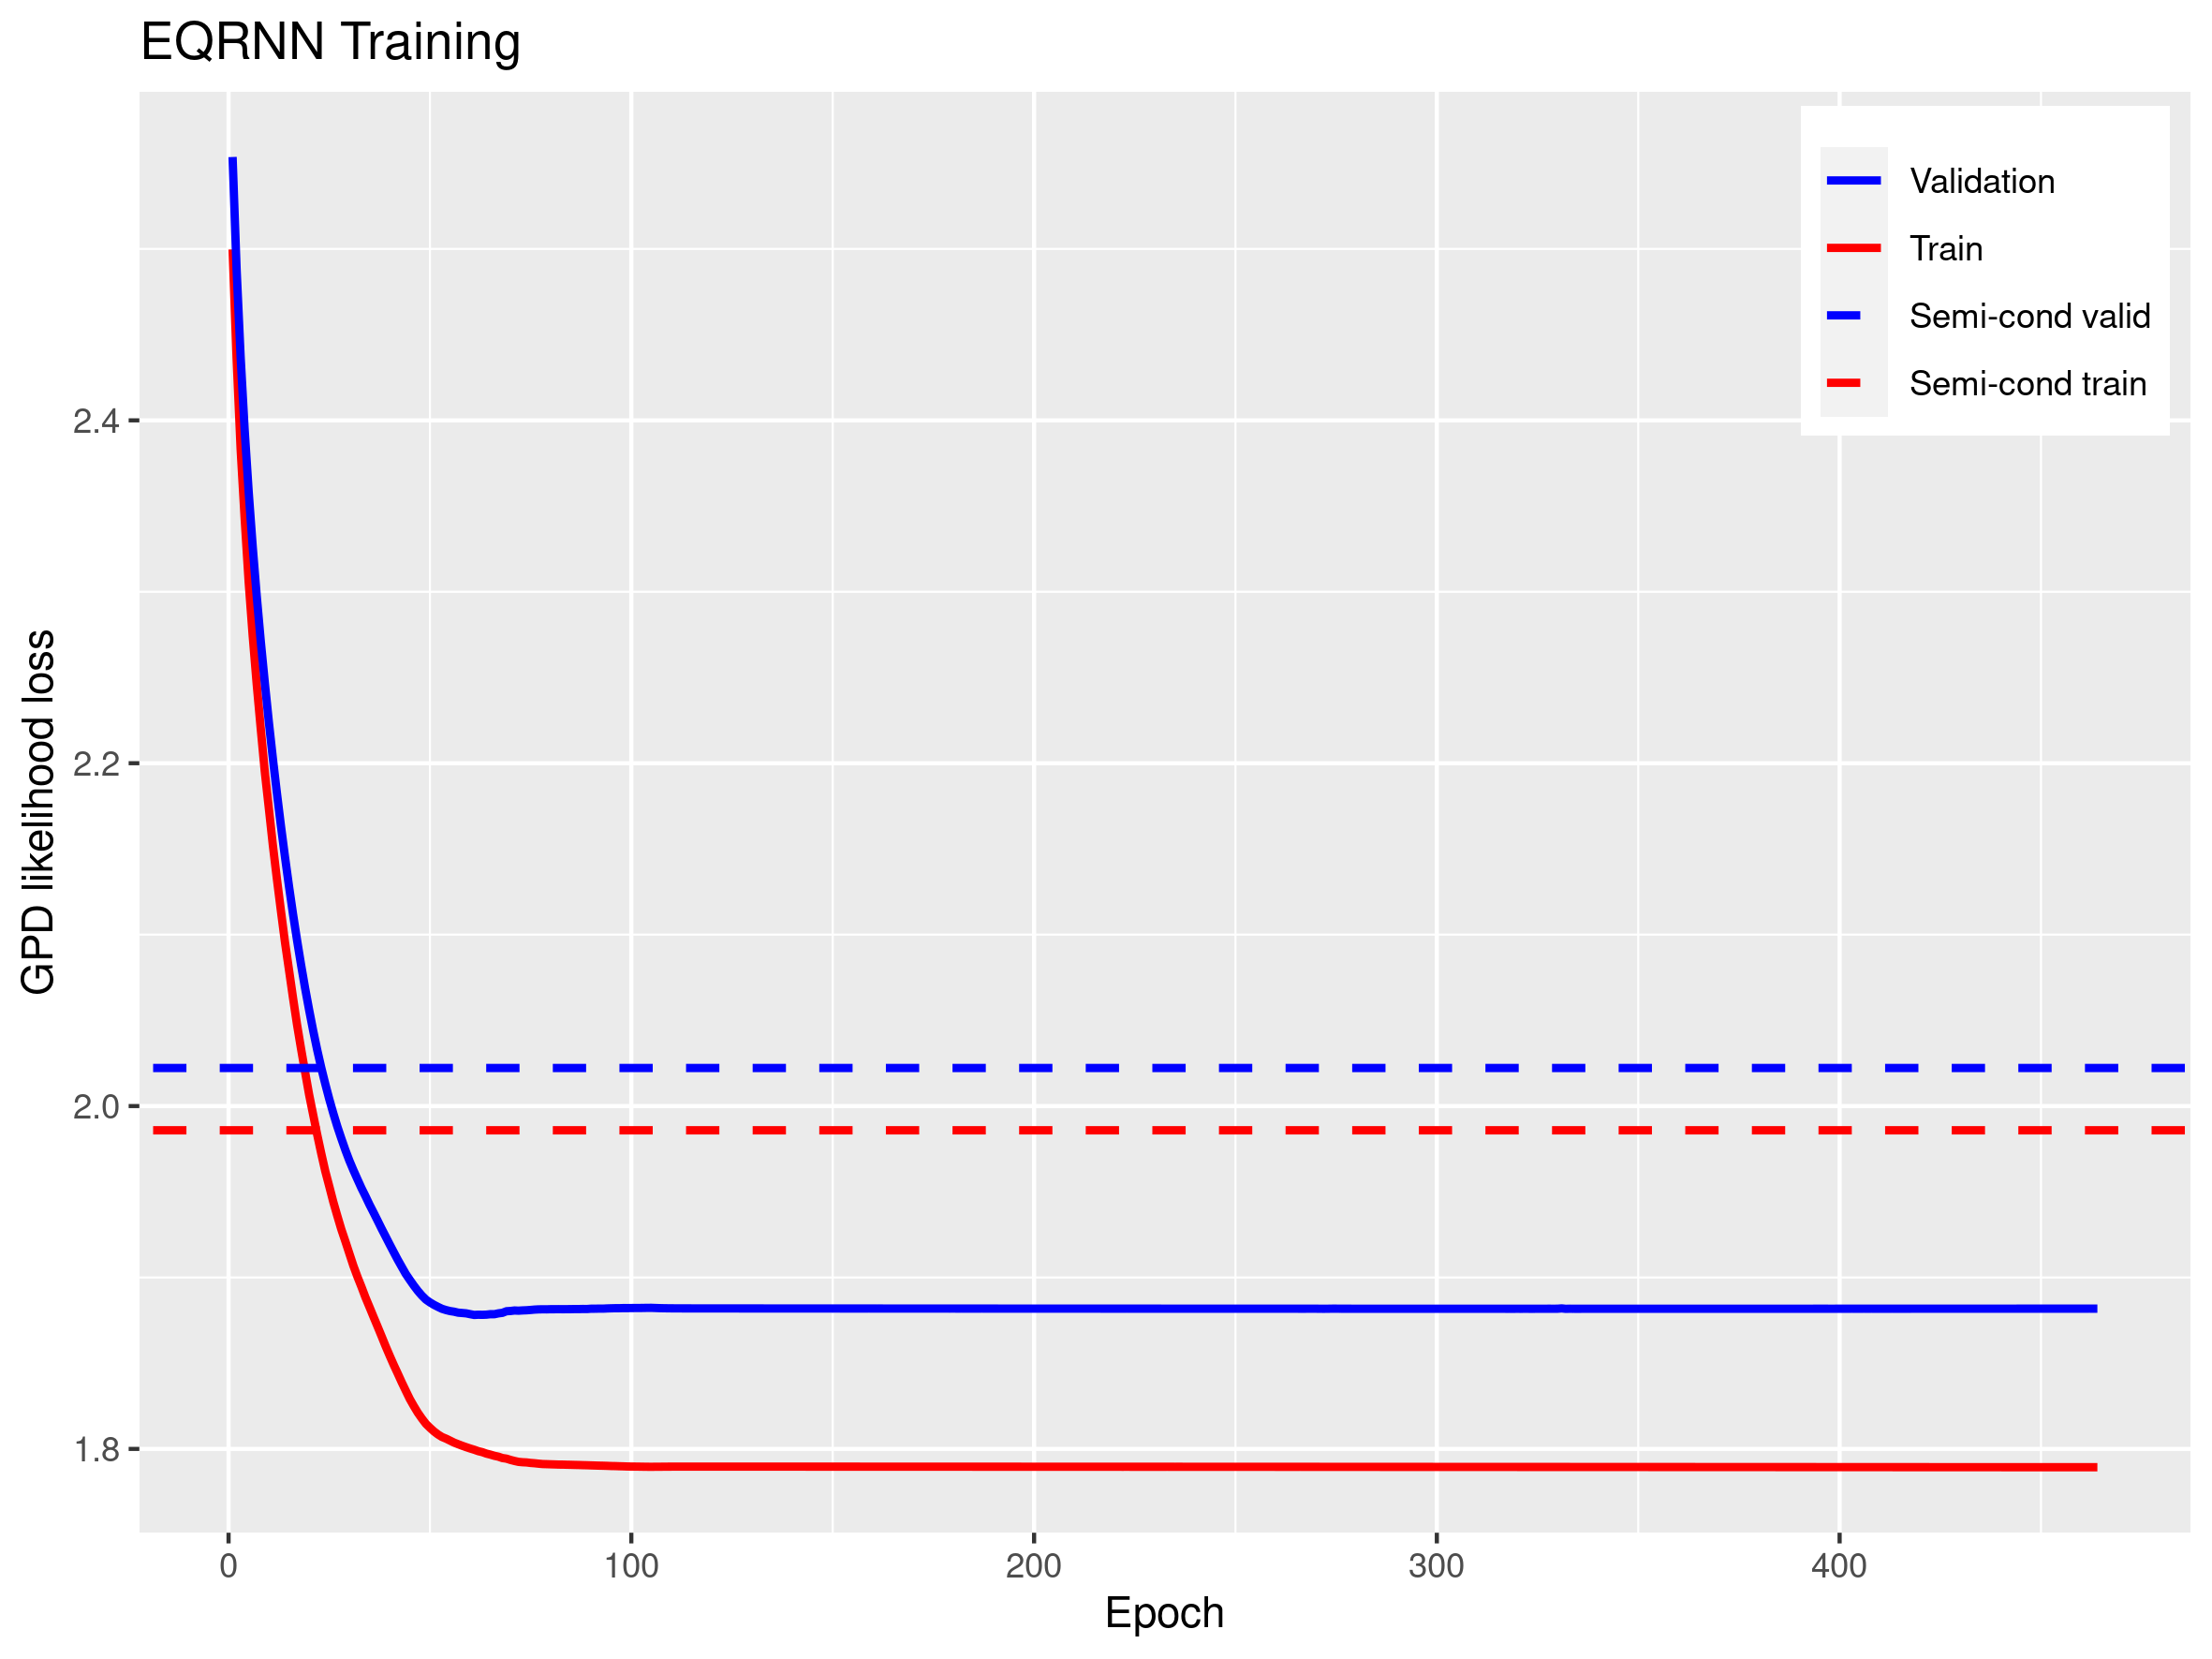 EQRNN Training
Validation
Train
Semi-cond valid
Semi-cond train
GPD likelihood loss
2.4
2.2
2.0
1.8
0 100 200 300 400
Epoch